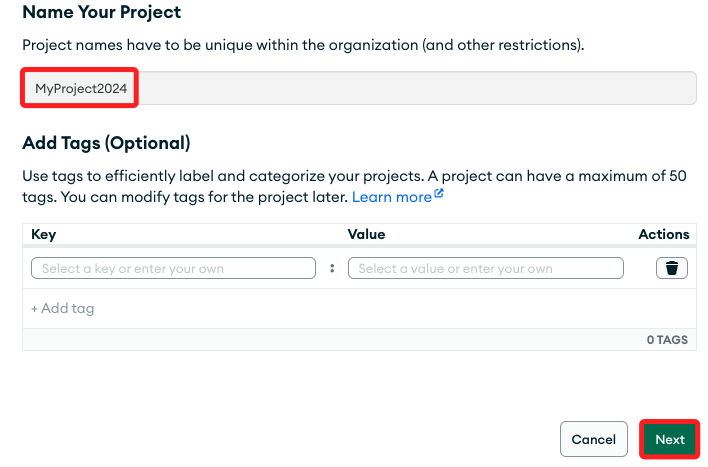 Name Your Project
Project names have to be unique within the organization (and other restrictions).
MyProject2024
Add Tags (Optional)
Use tags to efficiently label and categorize your projects. A project can have a maximum of 50
tags. You can modify tags for the project later. Learn more
Key Value Actions
Select a key or enter your own : Select a value or enter your own
+ Add tag
0 TAGS
Cancel Next